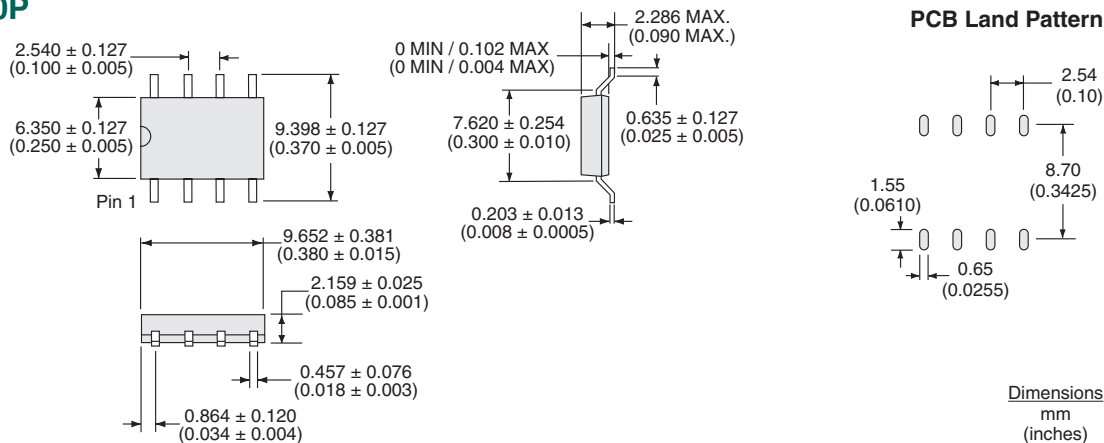 2.540 ± 0.127
(0.100 ± 0.005)
6.350 ± 0.127
(0.250 ± 0.005)
9.398 ± 0.127
(0.370 ± 0.005)
Pin 1
9.652 ± 0.381
(0.380 ± 0.015)
2.159 ± 0.025
(0.085 ± 0.001)
0.457 ± 0.076
(0.018 ± 0.003)
0.864 ± 0.120
(0.034 ± 0.004)
2.286 MAX.
(0.090 MAX.)
0 MIN / 0.102 MAX
(0 MIN / 0.004 MAX)
7.620 ± 0.254
(0.300 ± 0.010)
0.635 ± 0.127
(0.025 ± 0.005)
0.203 ± 0.013
(0.008 ± 0.0005)
PCB Land Pattern
2.54
(0.10)
8.70
(0.3425)
1.55
(0.0610)
0.65
(0.0255)
Dimensions
mm
(inches)